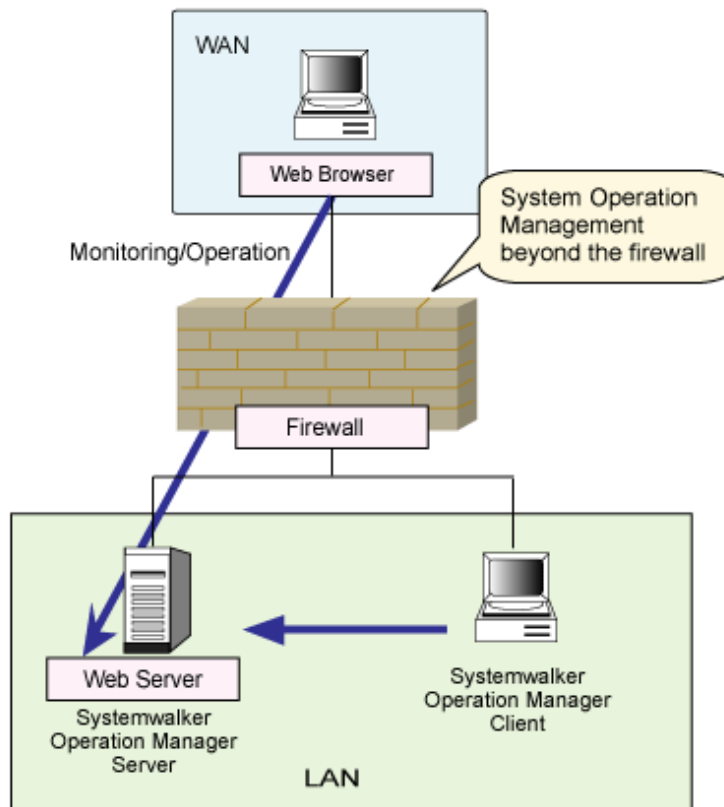 WAN
Web Browser
System Operation
Management
beyond the firewall
Monitoring/Operation
Firewall
Web Server
Systemwalker
Operation Manager
Server
Systemwalker
Operation Manager
Client
LAN